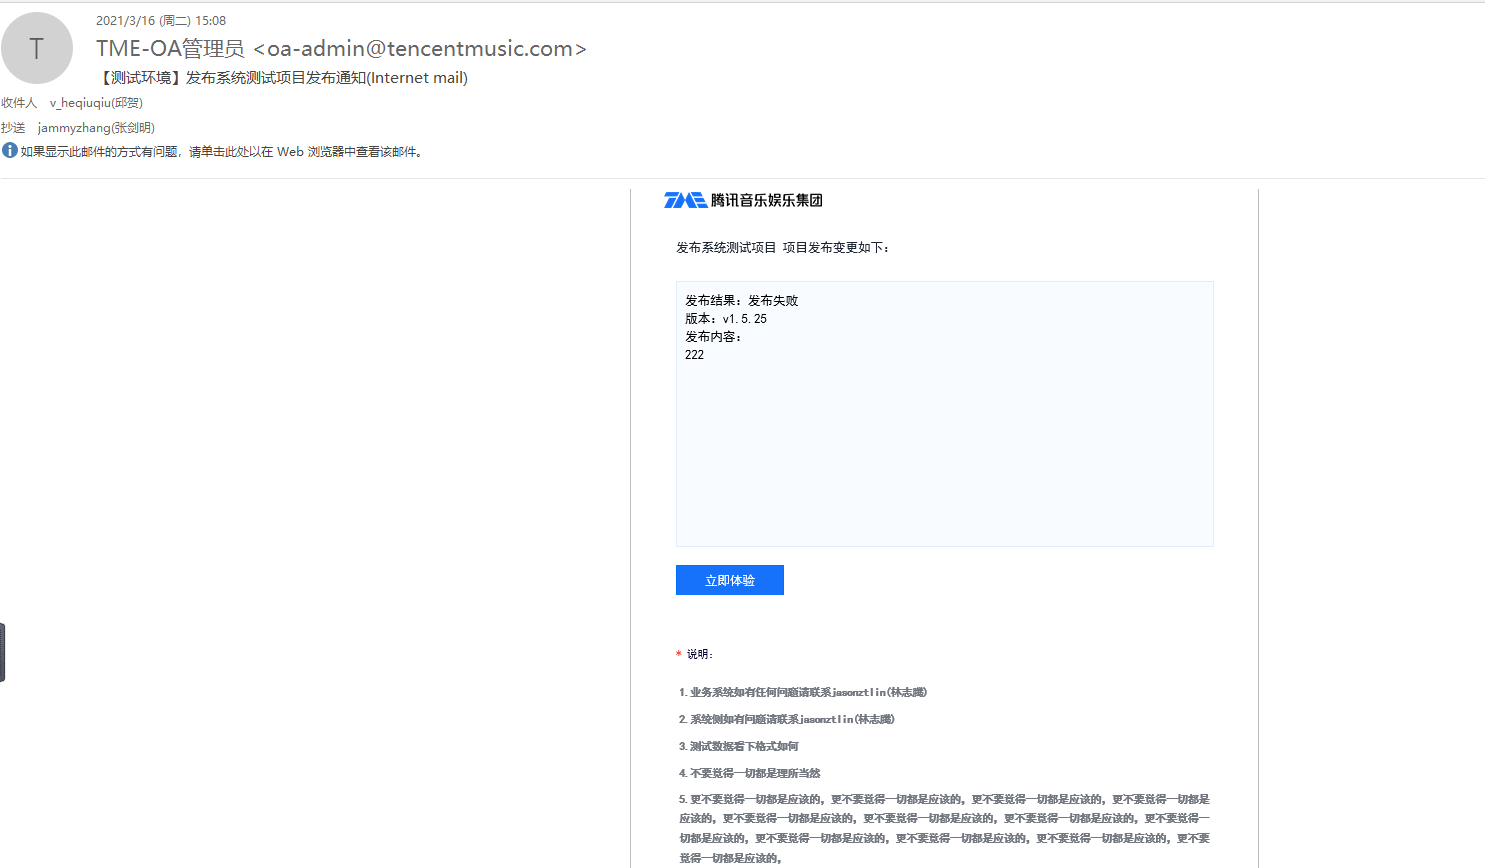 2021/3/16 (周二) 15:08
T
TME-OA管理员 <oa-admin@tencentmusic.com>
【测试环境】发布系统测试项目发布通知(Internet mail)
收件人 v_heqiuqiu(邱贺)
抄送 jammyzhang(张剑明)
如果显示此邮件的方式有问题，请单击此处以在 Web 浏览器中查看该邮件。
TME 腾讯音乐娱乐集团
发布系统测试项目 项目发布变更如下：
发布结果：发布失败
版本：v1.5.25
发布内容：
222
立即体验
* 说明：
1.业务系统如有任何问题请联系jasonztlin(林志腾)
2.系统侧如有问题请联系jasonztlin(林志腾)
3.测试数据看下格式如何
4.不要觉得一切都是理所当然
5.更不要觉得一切都是应该的，更不要觉得一切都是应该的，更不要觉得一切都是应该的，更不要觉得一切都是
应该的，更不要觉得一切都是应该的，更不要觉得一切都是应该的，更不要觉得一切都是应该的，更不要觉得一
切都是应该的，更不要觉得一切都是应该的，更不要觉得一切都是应该的，更不要觉得一切都是应该的，更不要
觉得一切都是应该的，